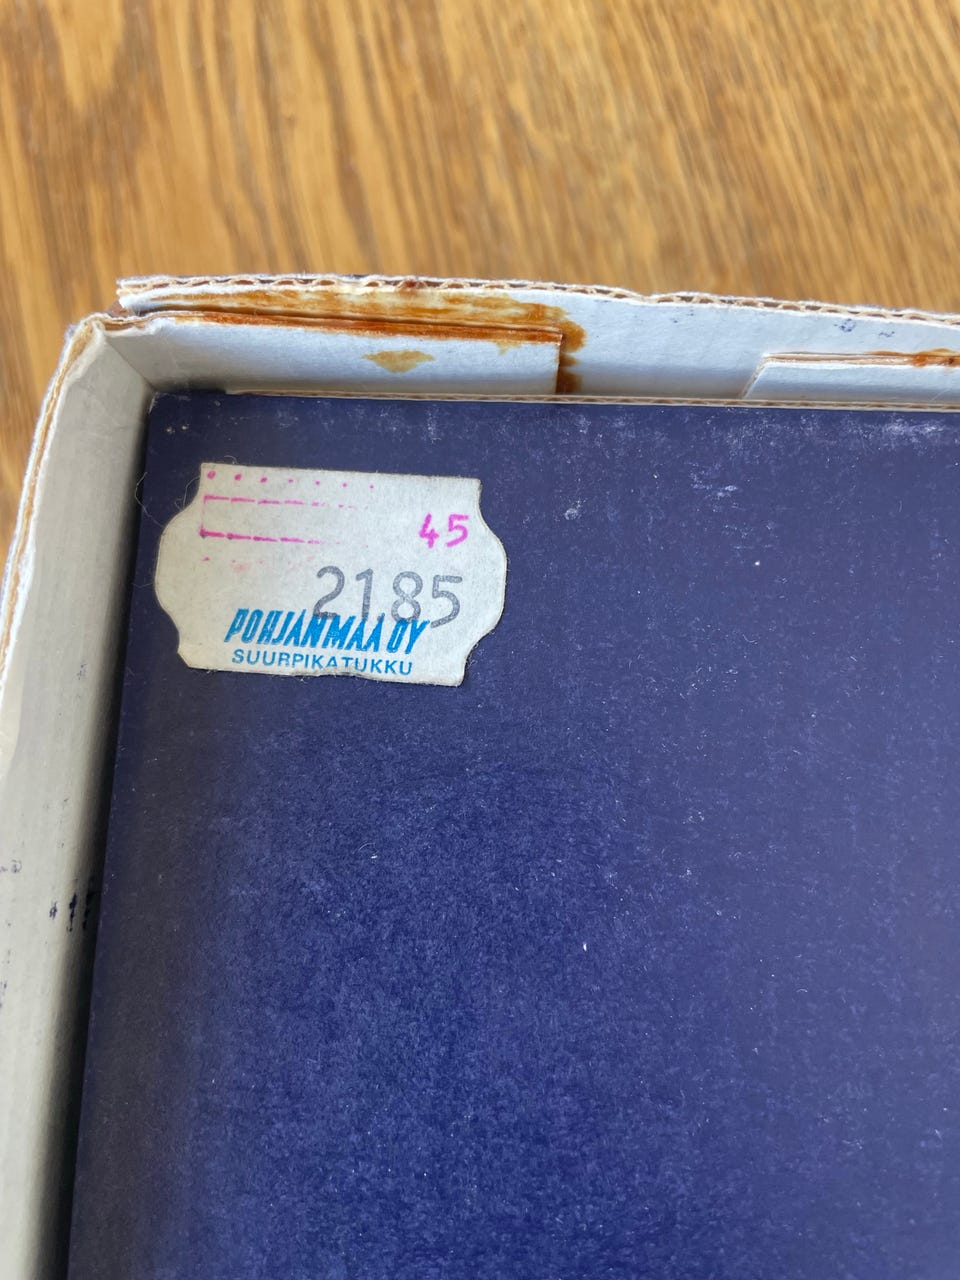 45
2185
POHJANMAA OY
SUURPIKATUKKU